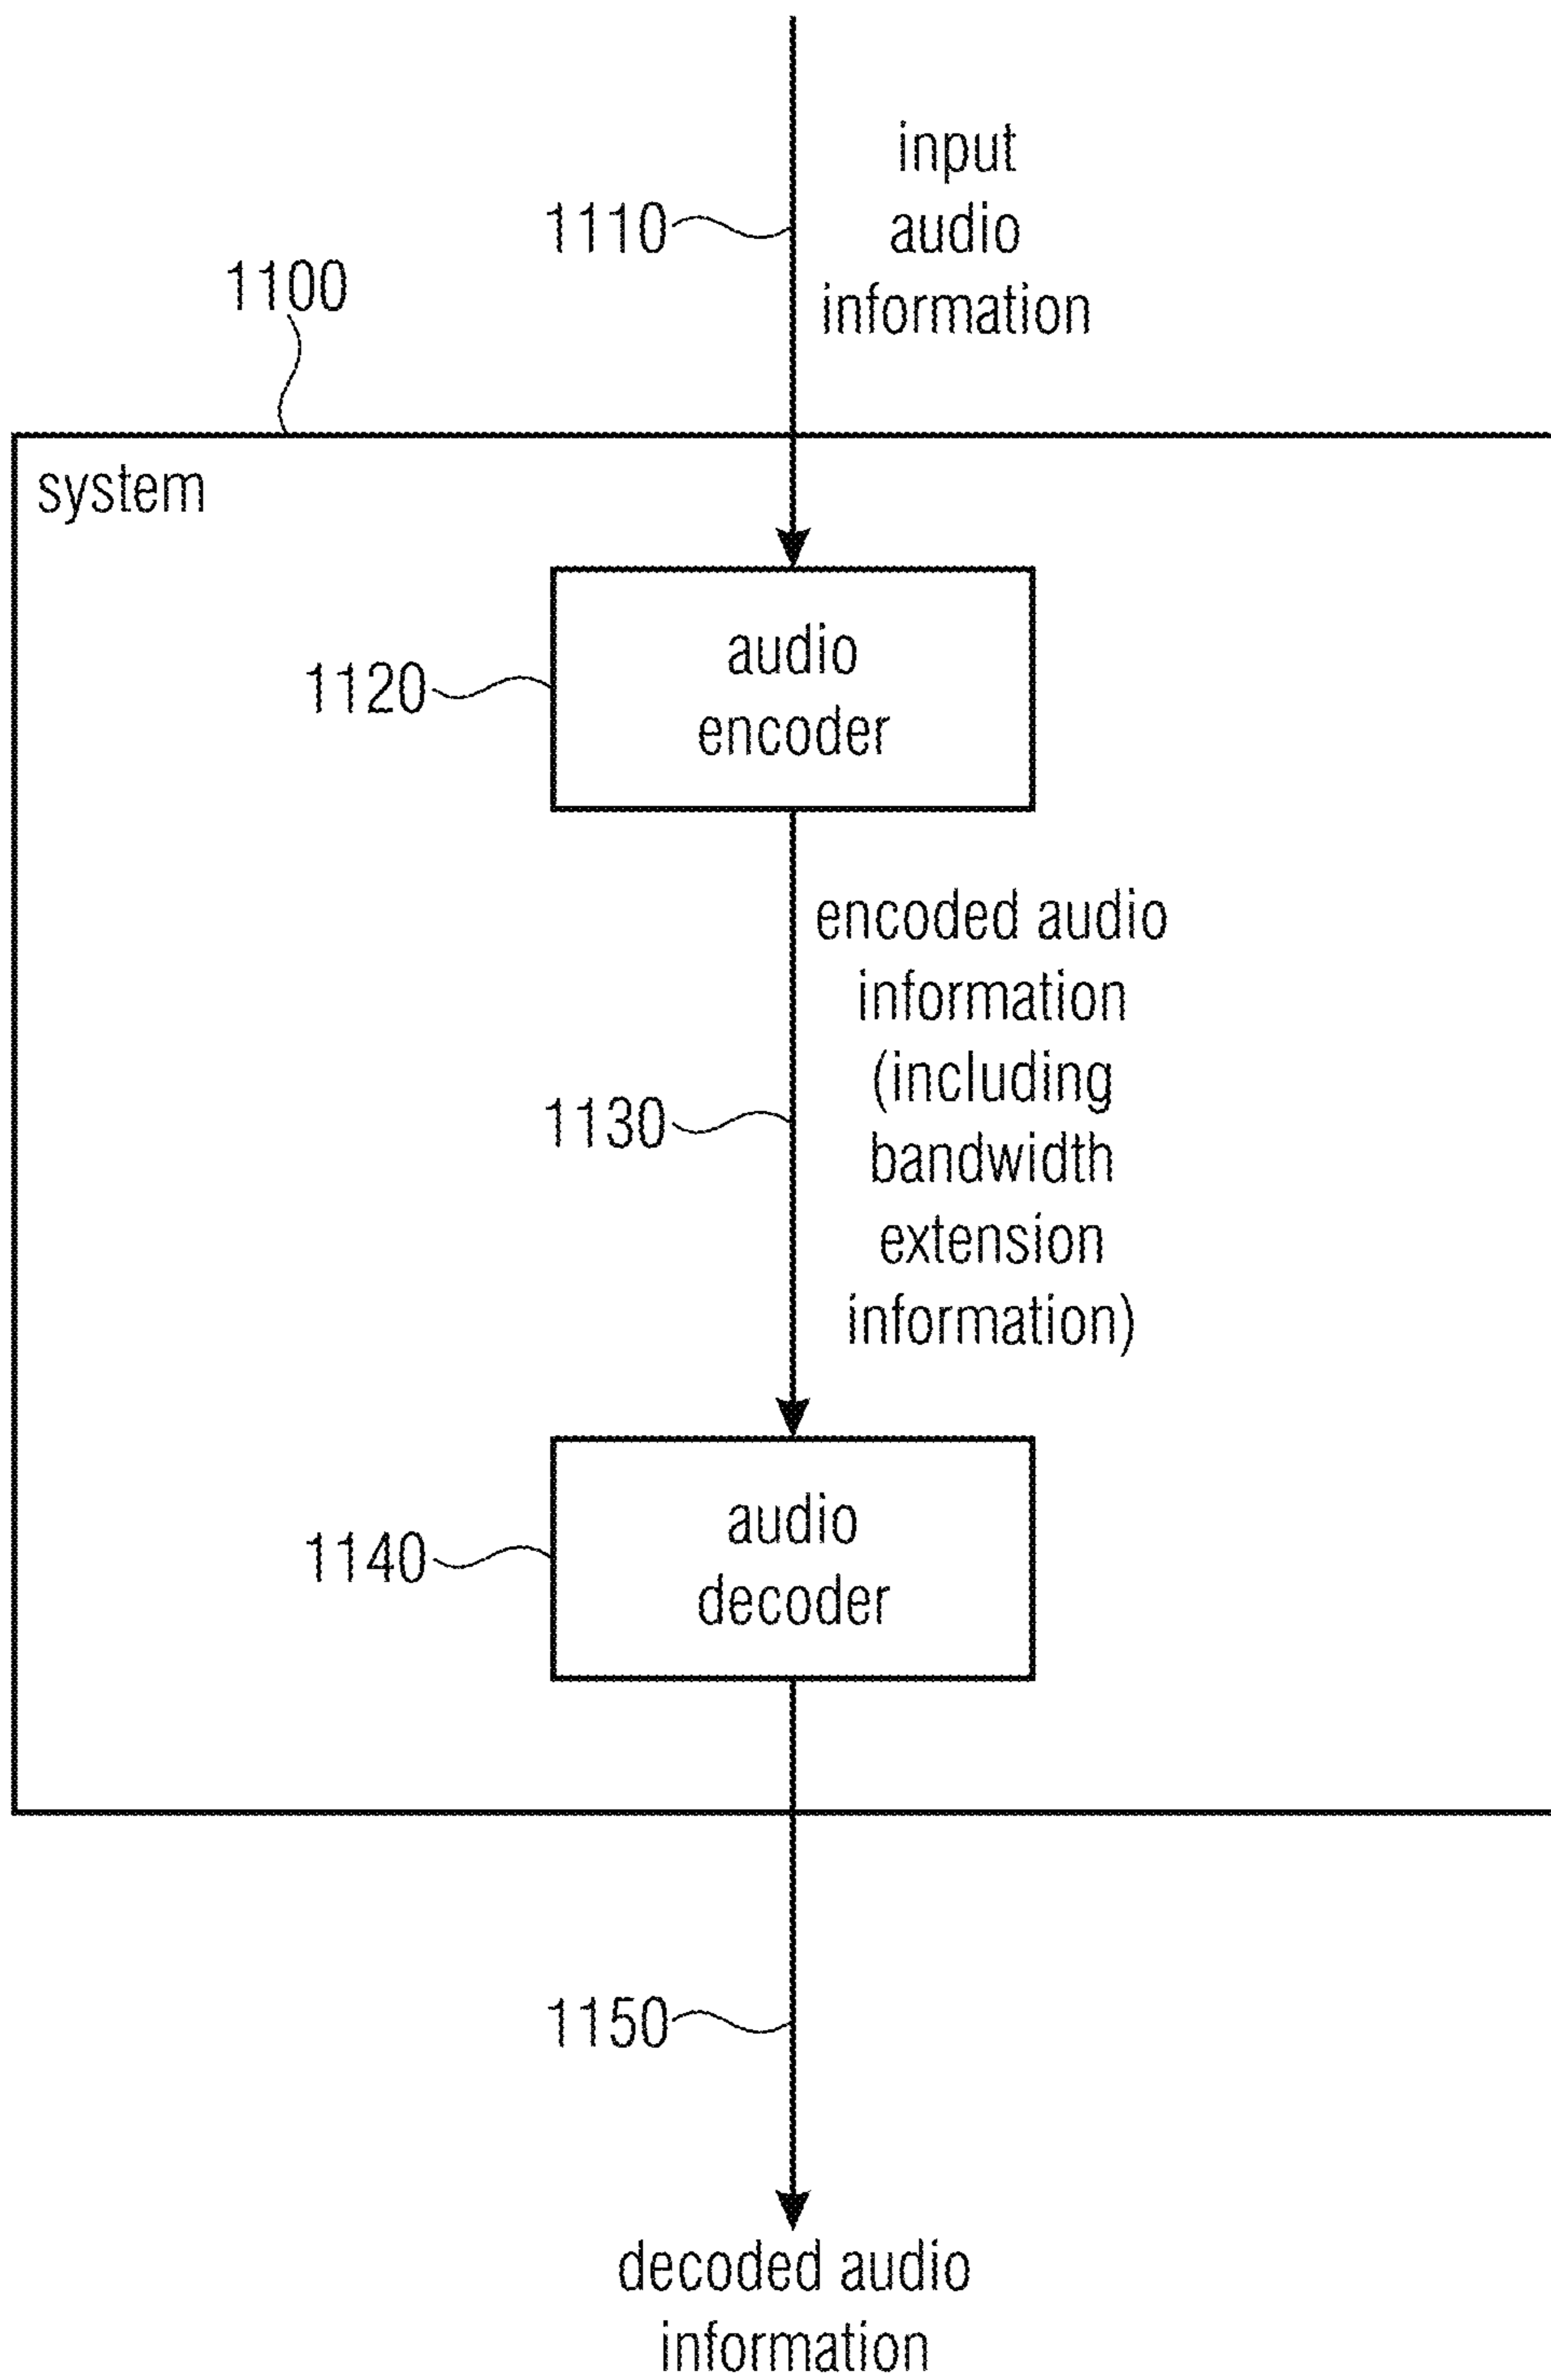 input
audio
information
1110
1100
system
audio
encoder
1120
encoded audio
information
(including
bandwidth
extension
information)
1130
audio
decoder
1140
1150
decoded audio
information